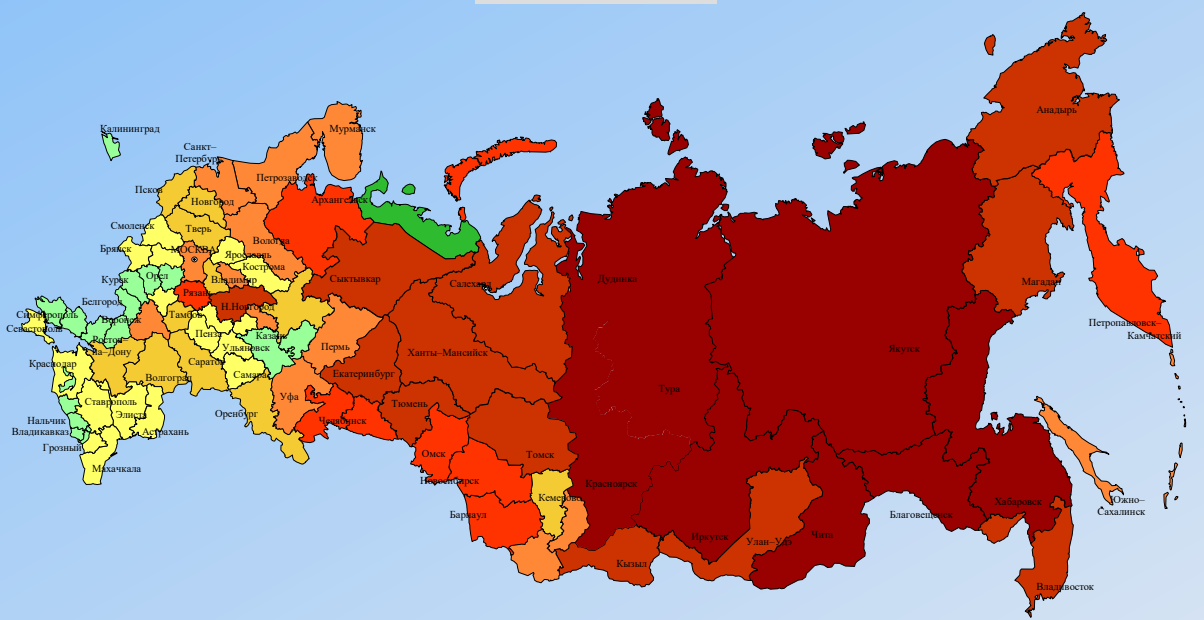 Калининград
Мурманск
Санкт–
Петербург
Псков
Новгород
Петрозаводск
Архангельск
Анадырь
Смоленск
Тверь
Вологда
Брянск
МОСКВА
Ярославль
Кострома
Курск
Орел
Владимир
Сыктывкар
Салехард
Дудинка
Магадан
Белгород
Рязань
Н.Новгород
Симферополь
Севастополь
Воронеж
Тамбов
Петропавловск–
Камчатский
Ростов–
На–Дону
Пенза
Казань
Ульяновск
Пермь
Ханты–Мансийск
Якутск
Краснодар
Волгоград
Саратов
Самара
Екатеринбург
Тура
Ставрополь
Элиста
Уфа
Тюмень
Оренбург
Челябинск
Нальчик
Владикавказ
Астрахань
Грозный
Махачкала
Омск
Томск
Новосибирск
Красноярск
Кемерово
Барнаул
Благовещенск
Хабаровск
Южно–
Сахалинск
Иркутск
Улан–Удэ
Чита
Кызыл
Владивосток